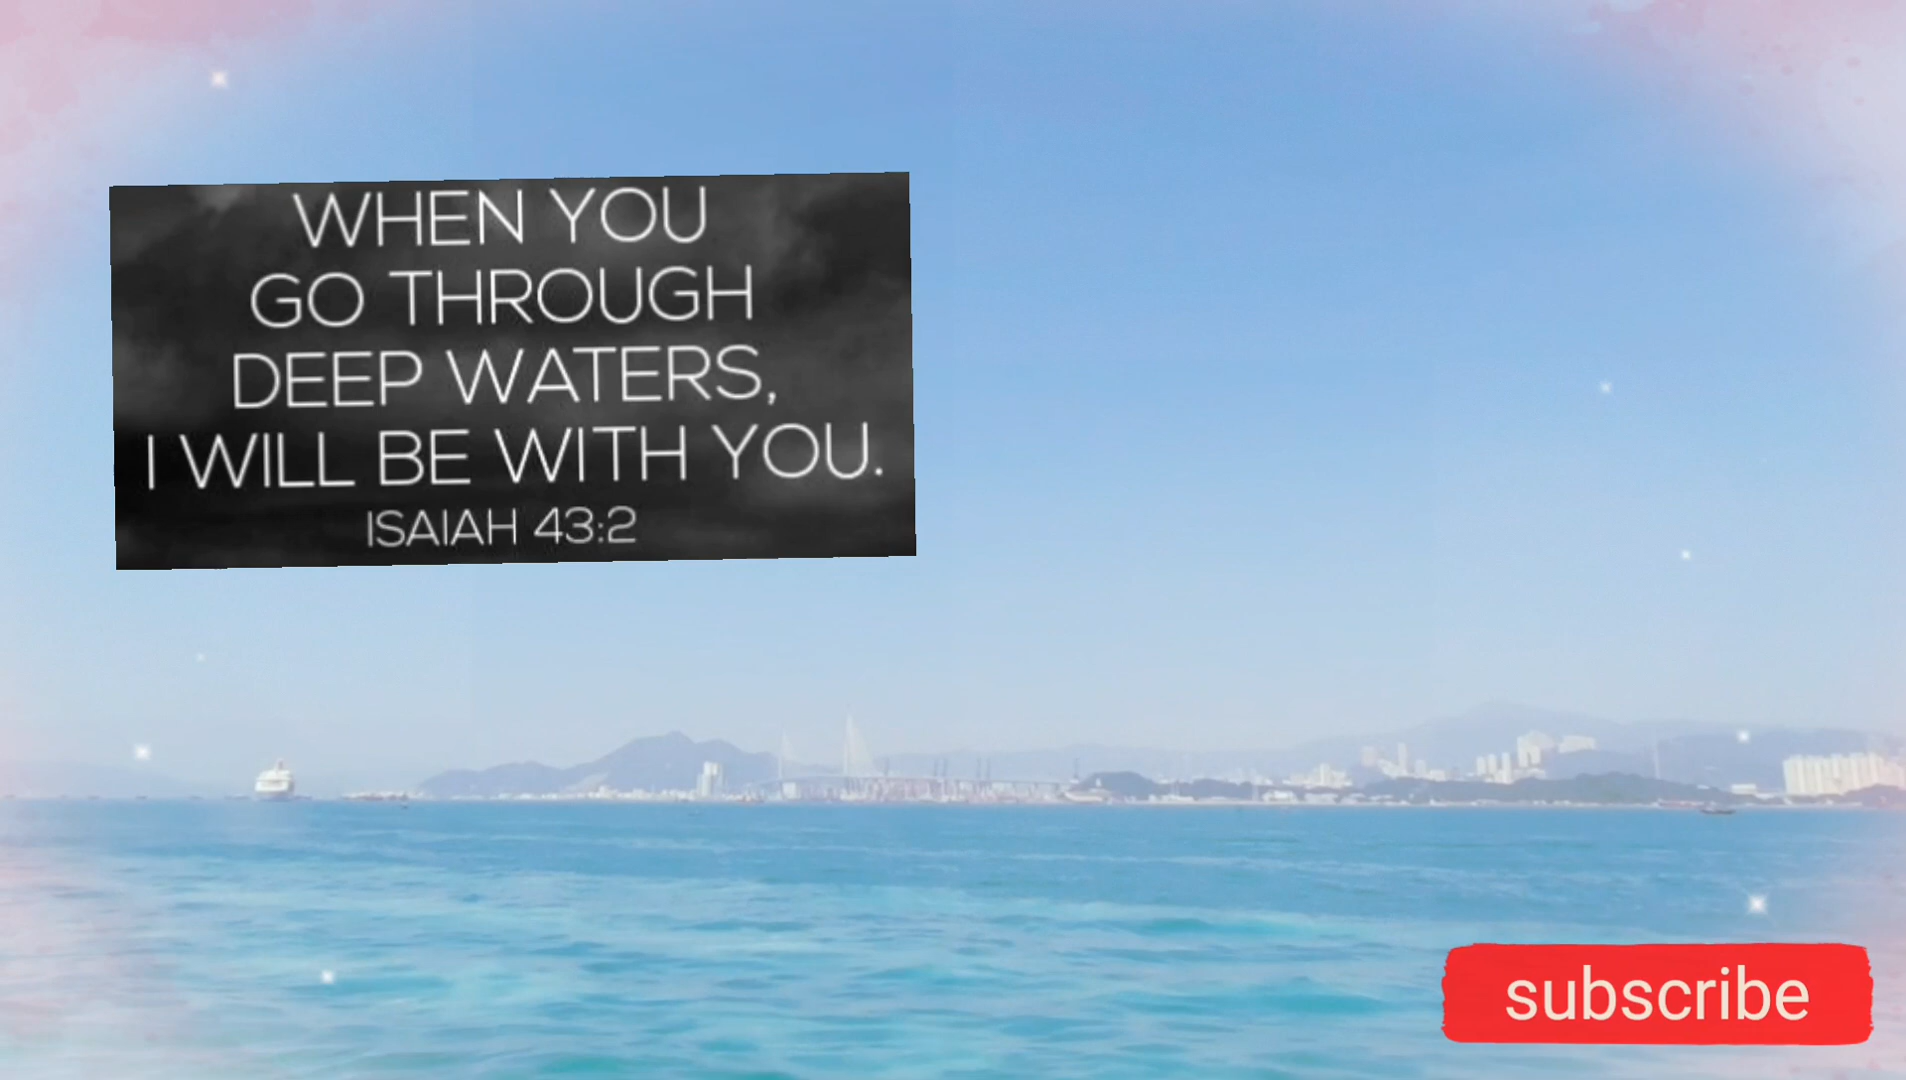 WHEN YOU
GO THROUGH
DEEP WATERS,
I WILL BE WITH YOU.
ISAIAH 43:2
subscribe